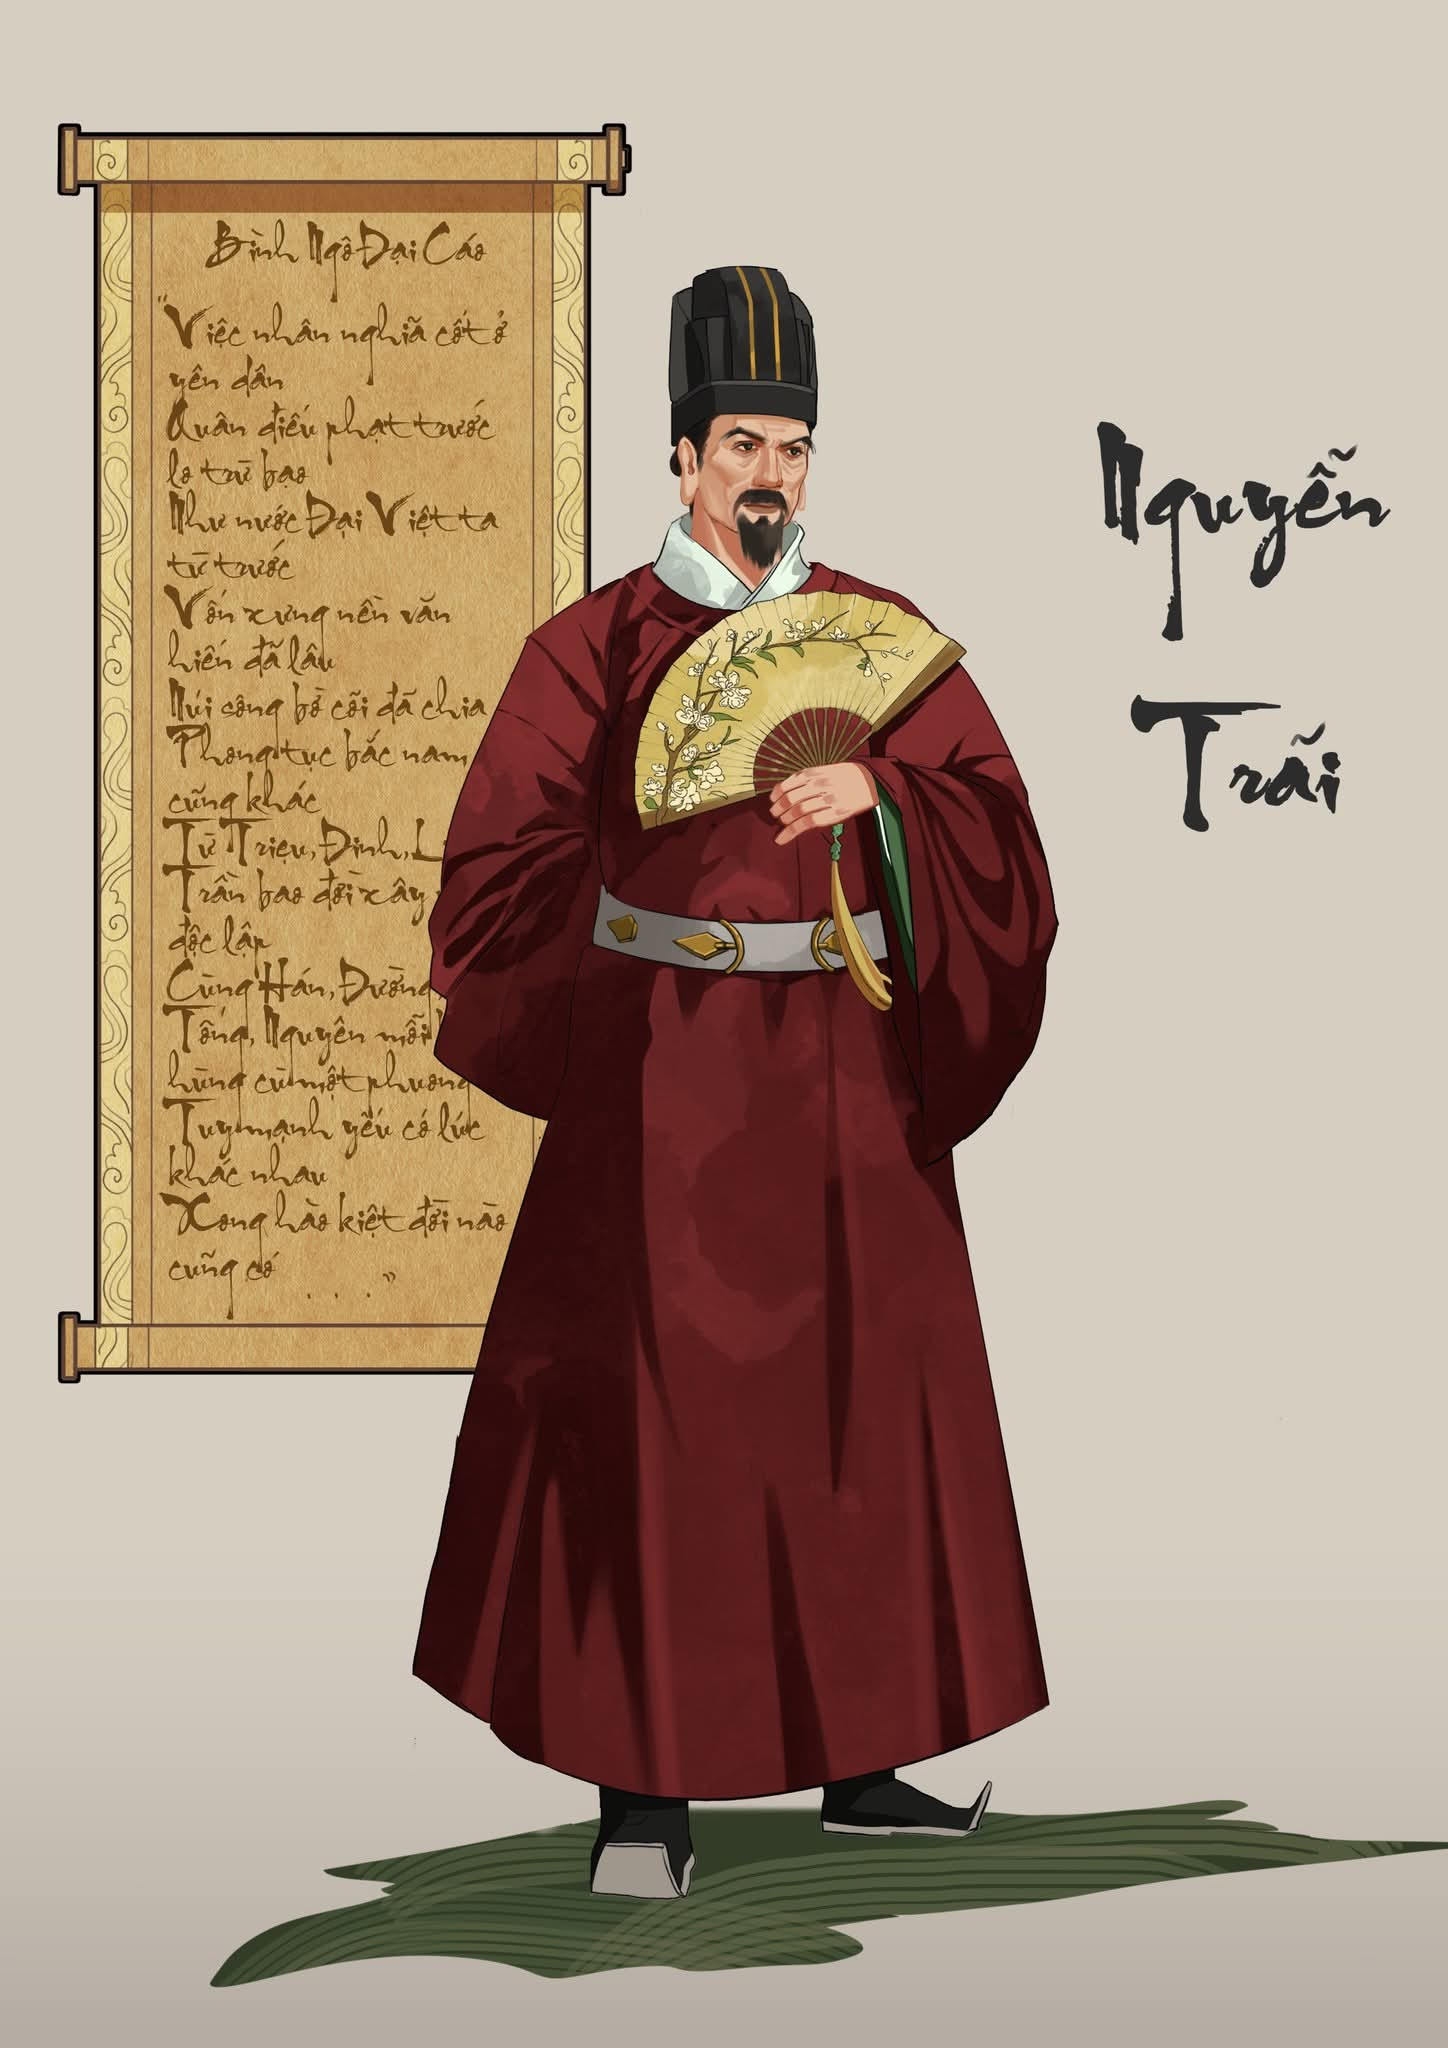 Bình Ngô Đại Cáo
"Việc nhân nghĩa cốt ở
yên dân
Quân điếu phạt trước
lo trừ bạo
Như nước Đại Việt ta
từ trước
Vốn xưng nền văn
hiến đã lâu
Núi sông bờ cõi đã chia
Phong tục bắc nam
cũng khác
Từ Triệu, Đinh,
Trần bao đời xây
độc lập
Cùng Hán, Đường,
Tống, Nguyên mỗi
hùng cứ một phương
Tuy mạnh yếu có lúc
khác nhau
Xong hào kiệt đời nào
cũng có
. . . "
Nguyễn
Trãi